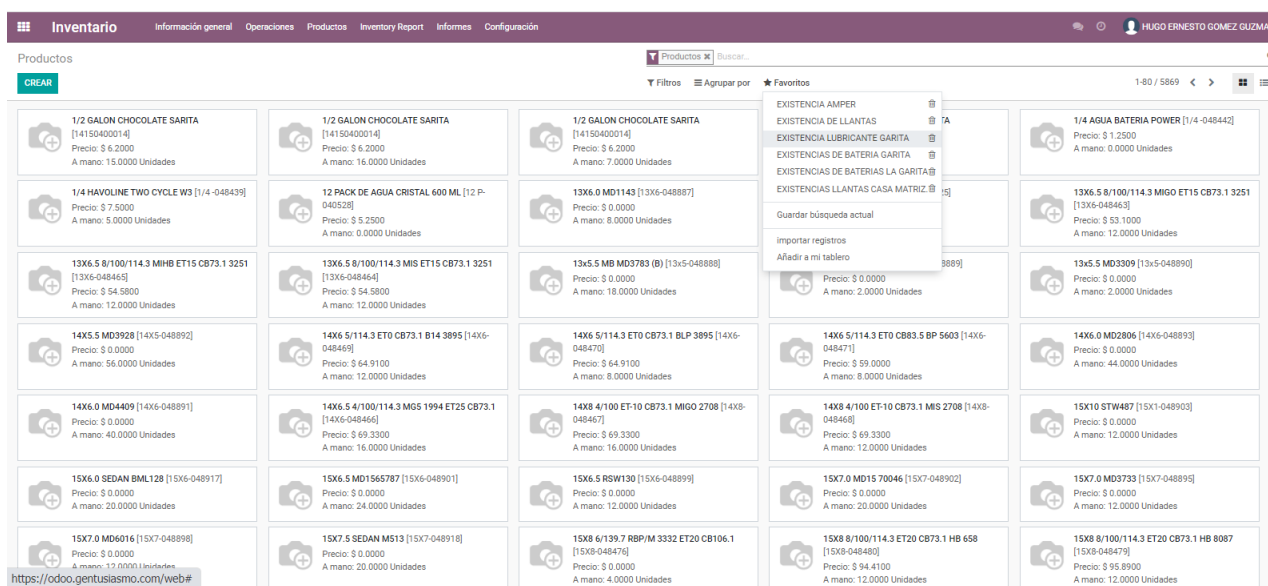 Inventario Información general Operaciones Productos Inventory Report Informes Configuración HUGO ERNESTO GOMEZ GUZMA
Productos
Productos × Buscar...
CREAR
Filtros Agrupar por Favoritos
1-80 / 5869
EXISTENCIA AMPER
EXISTENCIA DE LLANTAS
EXISTENCIA LUBRICANTE GARITA
EXISTENCIAS DE BATERIA GARITA
EXISTENCIAS DE BATERIAS LA GARITA
EXISTENCIAS LLANTAS CASA MATRIZ.
Guardar búsqueda actual
Importar registros
Añadir a mi tablero
1/2 GALON CHOCOLATE SARITA
[14150400014]
Precio: $ 6.2000
A mano: 15.0000 Unidades
1/2 GALON CHOCOLATE SARITA
[14150400014]
Precio: $ 6.2000
A mano: 16.0000 Unidades
1/2 GALON CHOCOLATE SARITA
[14150400014]
Precio: $ 6.2000
A mano: 7.0000 Unidades
TA
1/4 AGUA BATERIA POWER [1/4 -048442]
Precio: $ 1.2500
A mano: 0.0000 Unidades
1/4 HAVOLINE TWO CYCLE W3 [1/4 -048439]
Precio: $ 7.5000
A mano: 5.0000 Unidades
12 PACK DE AGUA CRISTAL 600 ML [12 P-
040528]
Precio: $ 5.2500
A mano: 0.0000 Unidades
13X6.0 MD1143 [13X6-048887]
Precio: $ 0.0000
A mano: 8.0000 Unidades
5]
13X6.5 8/100/114.3 MIGO ET15 CB73.1 3251
[13X6-048463]
Precio: $ 53.1000
A mano: 12.0000 Unidades
13X6.5 8/100/114.3 MIHB ET15 CB73.1 3251
[13X6-048465]
Precio: $ 54.5800
A mano: 12.0000 Unidades
13X6.5 8/100/114.3 MIS ET15 CB73.1 3251
[13X6-048464]
Precio: $ 54.5800
A mano: 12.0000 Unidades
13x5.5 MB MD3783 (B) [13x5-048888]
Precio: $ 0.0000
A mano: 18.0000 Unidades
8889]
Precio: $ 0.0000
A mano: 2.0000 Unidades
13x5.5 MD3309 [13x5-048890]
Precio: $ 0.0000
A mano: 2.0000 Unidades
14X5.5 MD3928 [14X5-048892]
Precio: $ 0.0000
A mano: 56.0000 Unidades
14X6 5/114.3 ET0 CB73.1 B14 3895 [14X6-
048469]
Precio: $ 64.9100
A mano: 12.0000 Unidades
14X6 5/114.3 ET0 CB73.1 BLP 3895 [14X6-
048470]
Precio: $ 64.9100
A mano: 8.0000 Unidades
14X6 5/114.3 ET0 CB83.5 BP 5603 [14X6-
048471]
Precio: $ 59.0000
A mano: 8.0000 Unidades
14X6.0 MD2806 [14X6-048893]
Precio: $ 0.0000
A mano: 44.0000 Unidades
14X6.0 MD4409 [14X6-048891]
Precio: $ 0.0000
A mano: 40.0000 Unidades
14X6.5 4/100/114.3 MG5 1994 ET25 CB73.1
[14X6-048466]
Precio: $ 69.3300
A mano: 16.0000 Unidades
14X8 4/100 ET-10 CB73.1 MIGO 2708 [14X8-
048467]
Precio: $ 69.3300
A mano: 16.0000 Unidades
14X8 4/100 ET-10 CB73.1 MIS 2708 [14X8-
048468]
Precio: $ 69.3300
A mano: 12.0000 Unidades
15X10 STW487 [15X1-048903]
Precio: $ 0.0000
A mano: 12.0000 Unidades
15X6.0 SEDAN BML128 [15X6-048917]
Precio: $ 0.0000
A mano: 20.0000 Unidades
15X6.5 MD1565787 [15X6-048901]
Precio: $ 0.0000
A mano: 24.0000 Unidades
15X6.5 RSW130 [15X6-048899]
Precio: $ 0.0000
A mano: 12.0000 Unidades
15X7.0 MD15 70046 [15X7-048902]
Precio: $ 0.0000
A mano: 20.0000 Unidades
15X7.0 MD3733 [15X7-048895]
Precio: $ 0.0000
A mano: 12.0000 Unidades
15X7.0 MD6016 [15X7-048898]
Precio: $ 0.0000
A mano: 12.0000 Unidades
15X7.5 SEDAN M513 [15X7-048918]
Precio: $ 0.0000
A mano: 20.0000 Unidades
15X8 6/139.7 RBP/M 3332 ET20 CB106.1
[15X8-048476]
Precio: $ 0.0000
A mano: 4.0000 Unidades
15X8 8/100/114.3 ET20 CB73.1 HB 658
[15X8-048480]
Precio: $ 94.4100
A mano: 12.0000 Unidades
15X8 8/100/114.3 ET20 CB73.1 HB 8087
[15X8-048479]
Precio: $ 95.8900
A mano: 12.0000 Unidades
https://odoo.gentusiasmo.com/web#